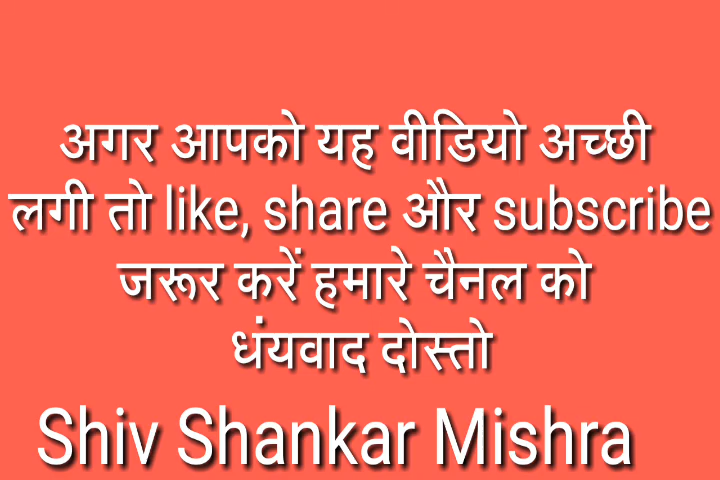 अगर आपको यह वीडियो अच्छी
लगी तो like, share और subscribe
जरूर करें हमारे चैनल को
धंयवाद दोस्तो
Shiv Shankar Mishra